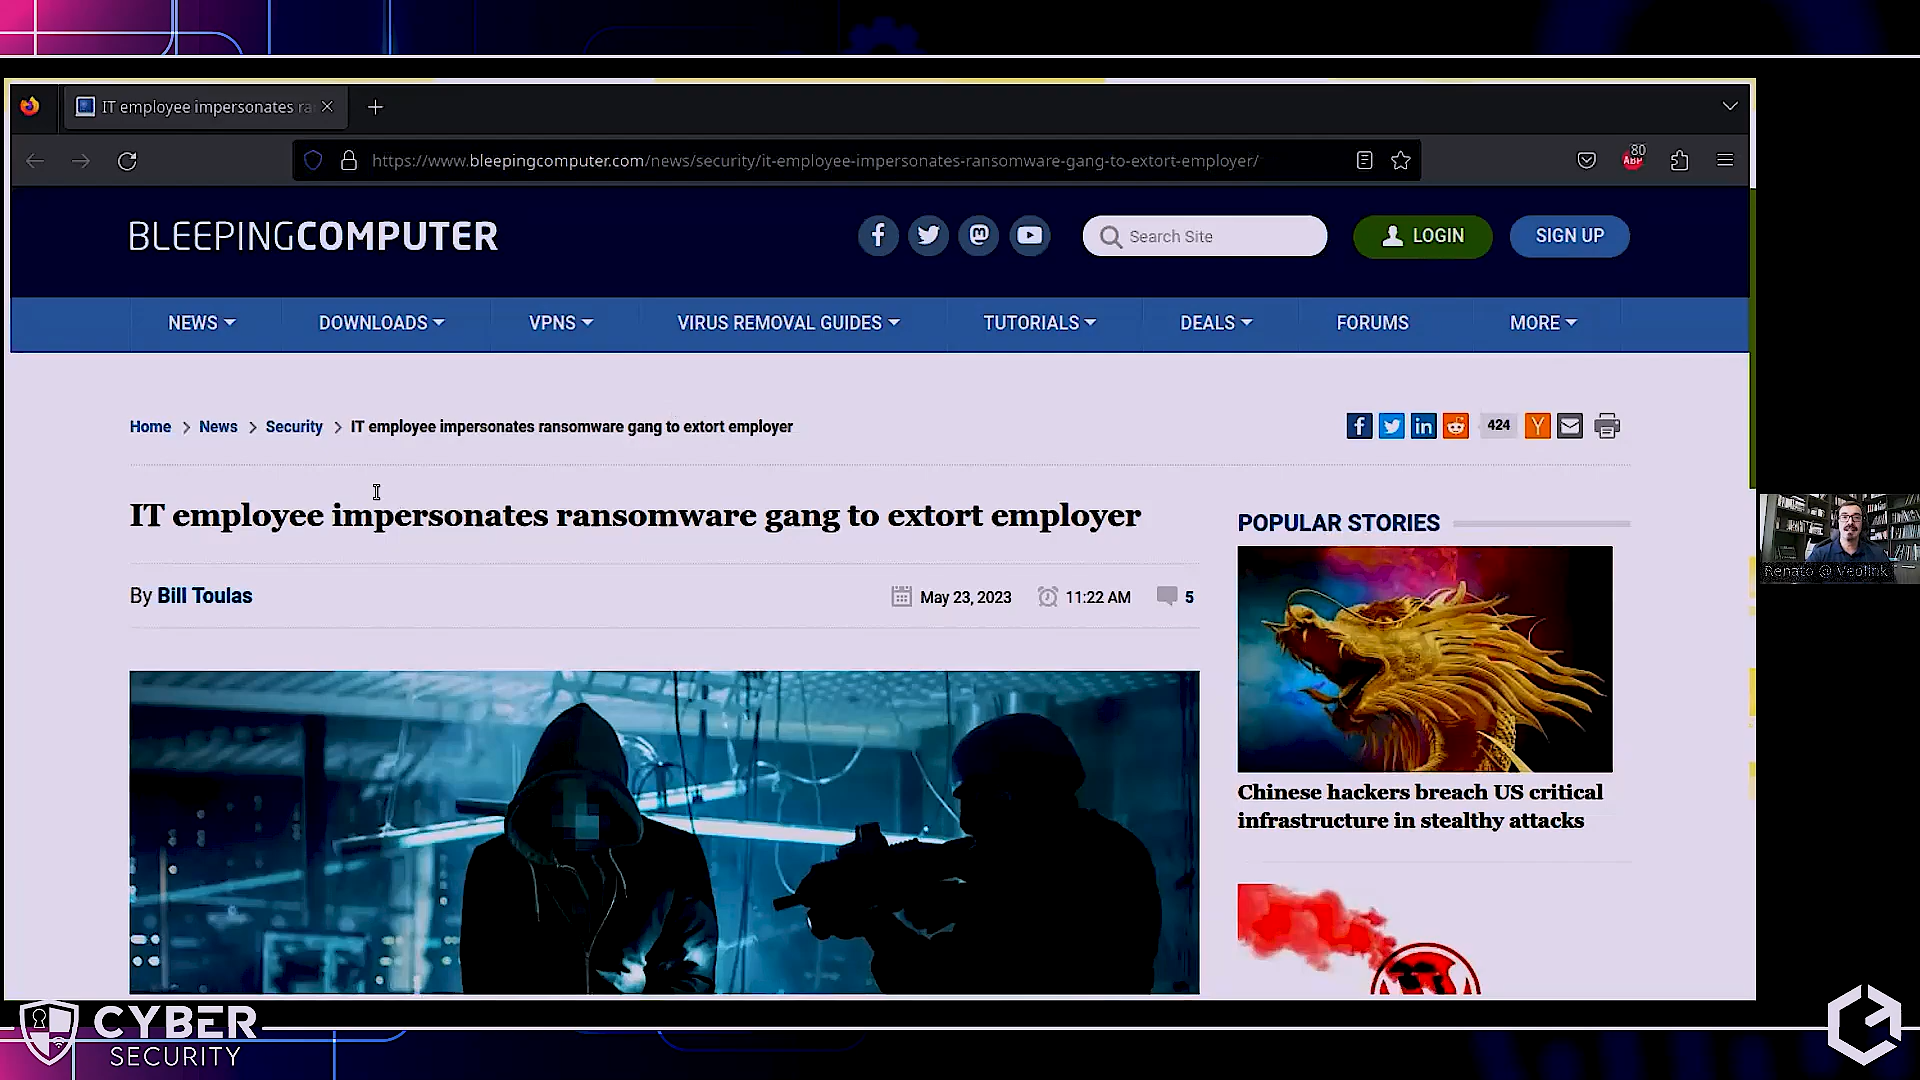 IT employee impersonates ra
https://www.bleepingcomputer.com/news/security/it-employee-impersonates-ransomware-gang-to-extort-employer/
80
ABP
BLEEPINGCOMPUTER
Search Site
LOGIN
SIGN UP
NEWS
DOWNLOADS
VPNS
VIRUS REMOVAL GUIDES
TUTORIALS
DEALS
FORUMS
MORE
Home > News > Security > IT employee impersonates ransomware gang to extort employer
424
IT employee impersonates ransomware gang to extort employer
By Bill Toulas
May 23, 2023
11:22 AM
5
POPULAR STORIES
Chinese hackers breach US critical
infrastructure in stealthy attacks
Renato @ Veolink
CYBER
SECURITY